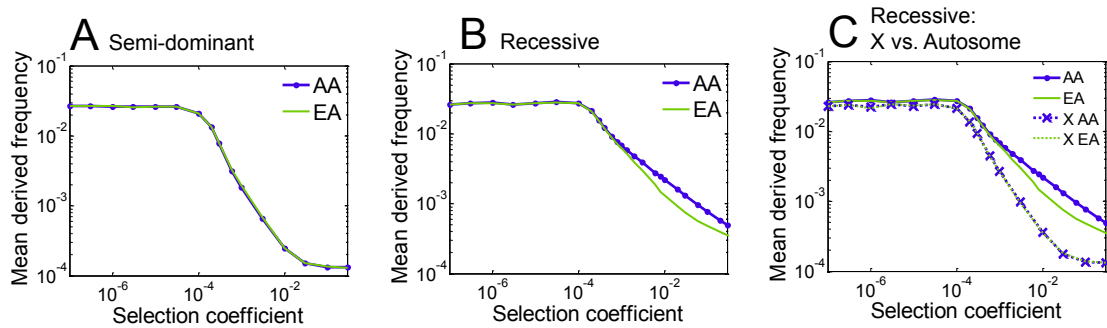 A Semi-dominant
Mean derived frequency
10^-1
10^-2
10^-3
10^-4
AA
EA
10^-6
10^-4
10^-2
Selection coefficient
B Recessive
Mean derived frequency
10^-1
10^-2
10^-3
10^-4
AA
EA
10^-6
10^-4
10^-2
Selection coefficient
C Recessive:
X vs. Autosome
Mean derived frequency
10^-1
10^-2
10^-3
10^-4
AA
EA
X AA
X EA
10^-6
10^-4
10^-2
Selection coefficient